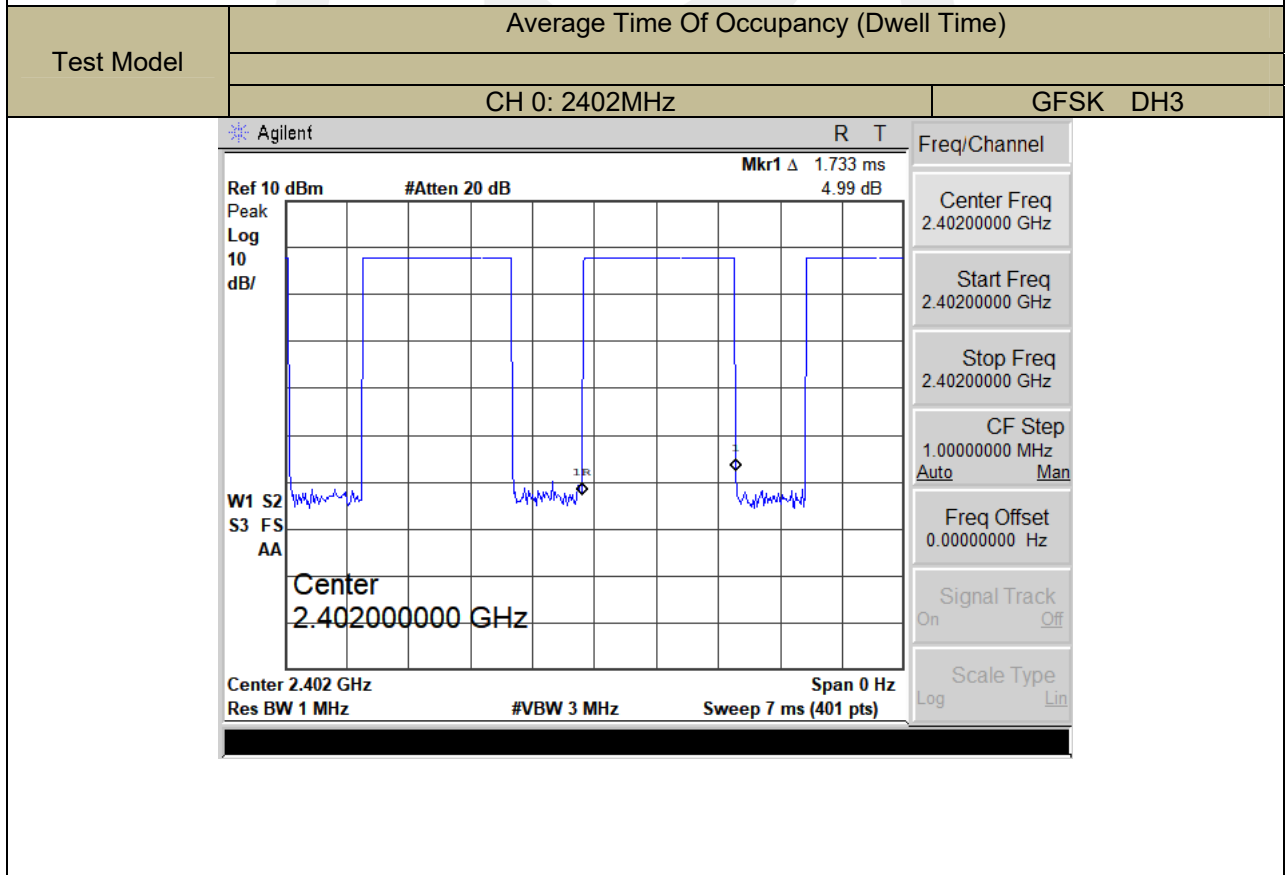 Test Model
Average Time Of Occupancy (Dwell Time)
CH 0: 2402MHz
GFSK DH3
Agilent
R T
Mkr1 Δ 1.733 ms
Ref 10 dBm #Atten 20 dB 4.99 dB
Peak
Log
10
dB/
1
1R
W1 S2
S3 FS
AA
Center
2.402000000 GHz
Center 2.402 GHz Span 0 Hz
Res BW 1 MHz #VBW 3 MHz Sweep 7 ms (401 pts)
Freq/Channel
Center Freq
2.40200000 GHz
Start Freq
2.40200000 GHz
Stop Freq
2.40200000 GHz
CF Step
1.00000000 MHz
Auto Man
Freq Offset
0.00000000 Hz
Signal Track
On Off
Scale Type
Log Lin